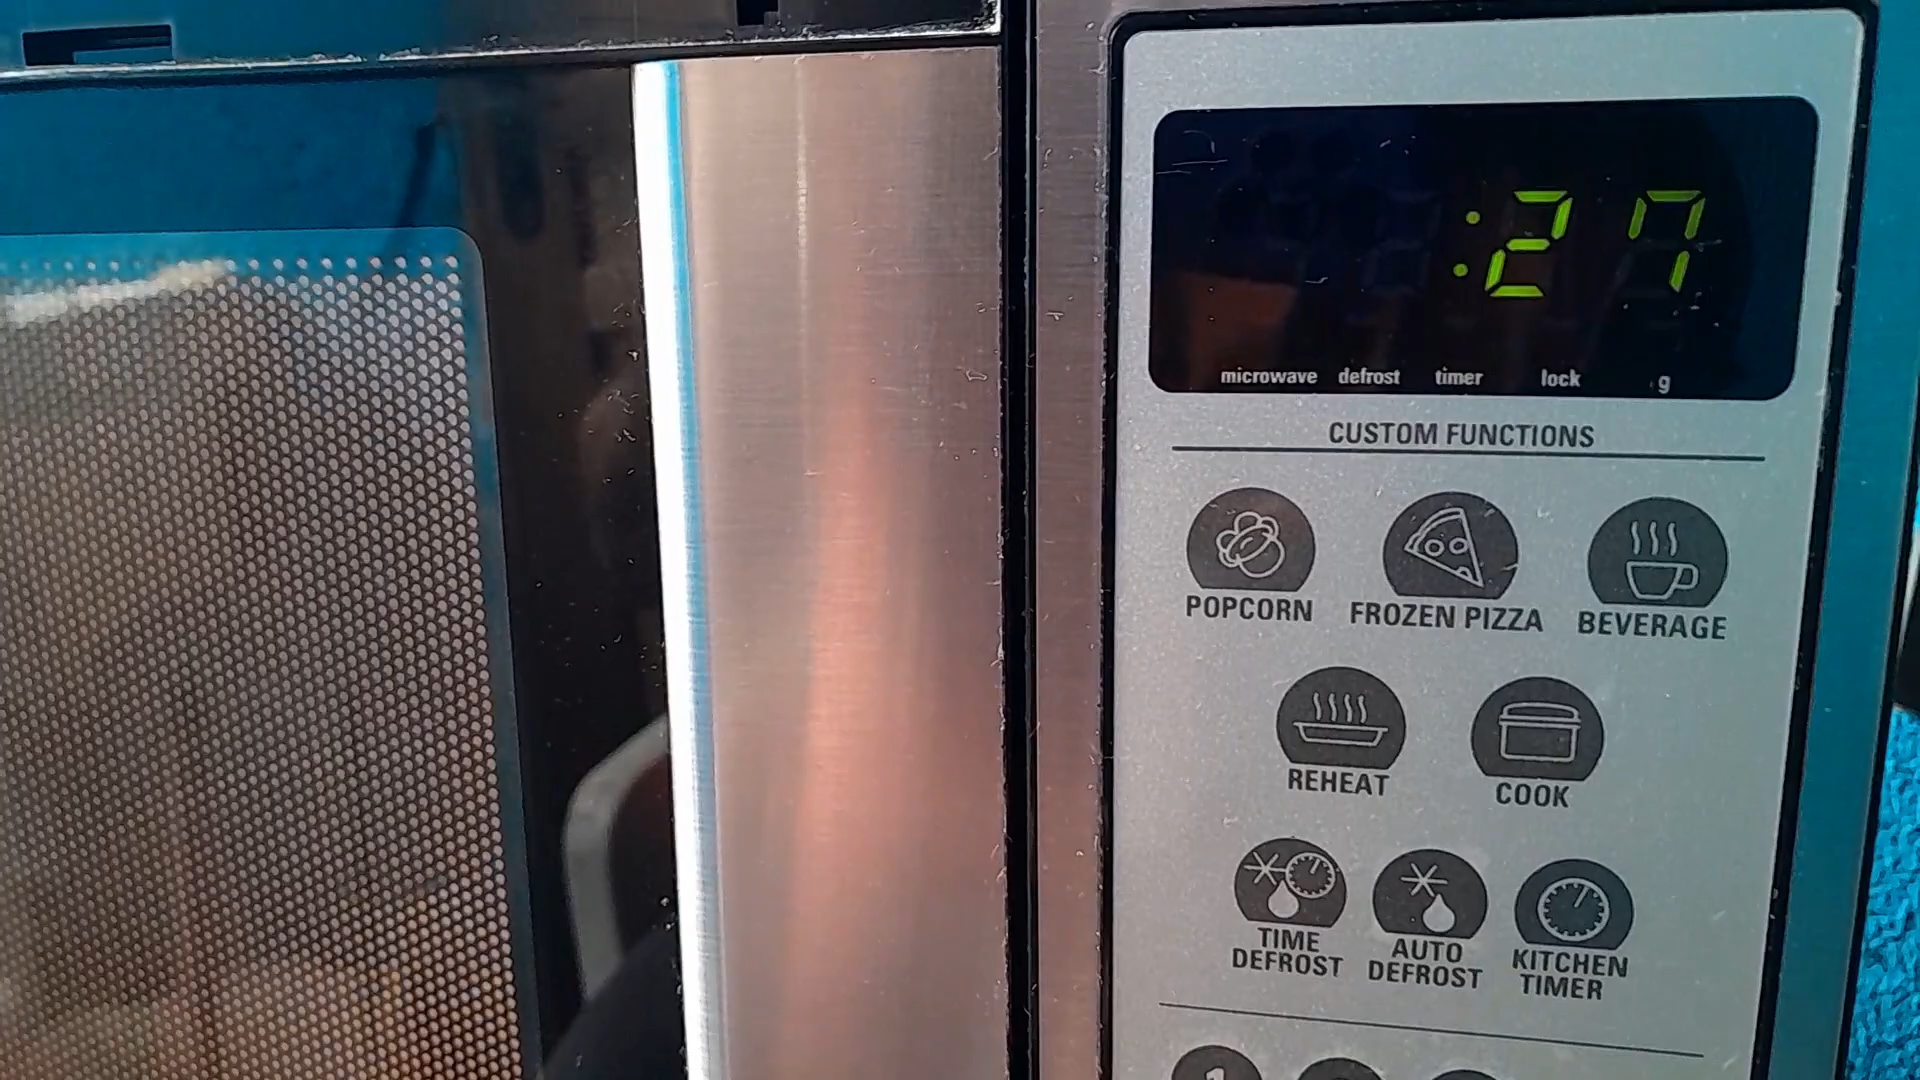 :27
microwave defrost timer lock g
CUSTOM FUNCTIONS
POPCORN FROZEN PIZZA BEVERAGE
REHEAT COOK
TIME DEFROST AUTO DEFROST KITCHEN TIMER
1